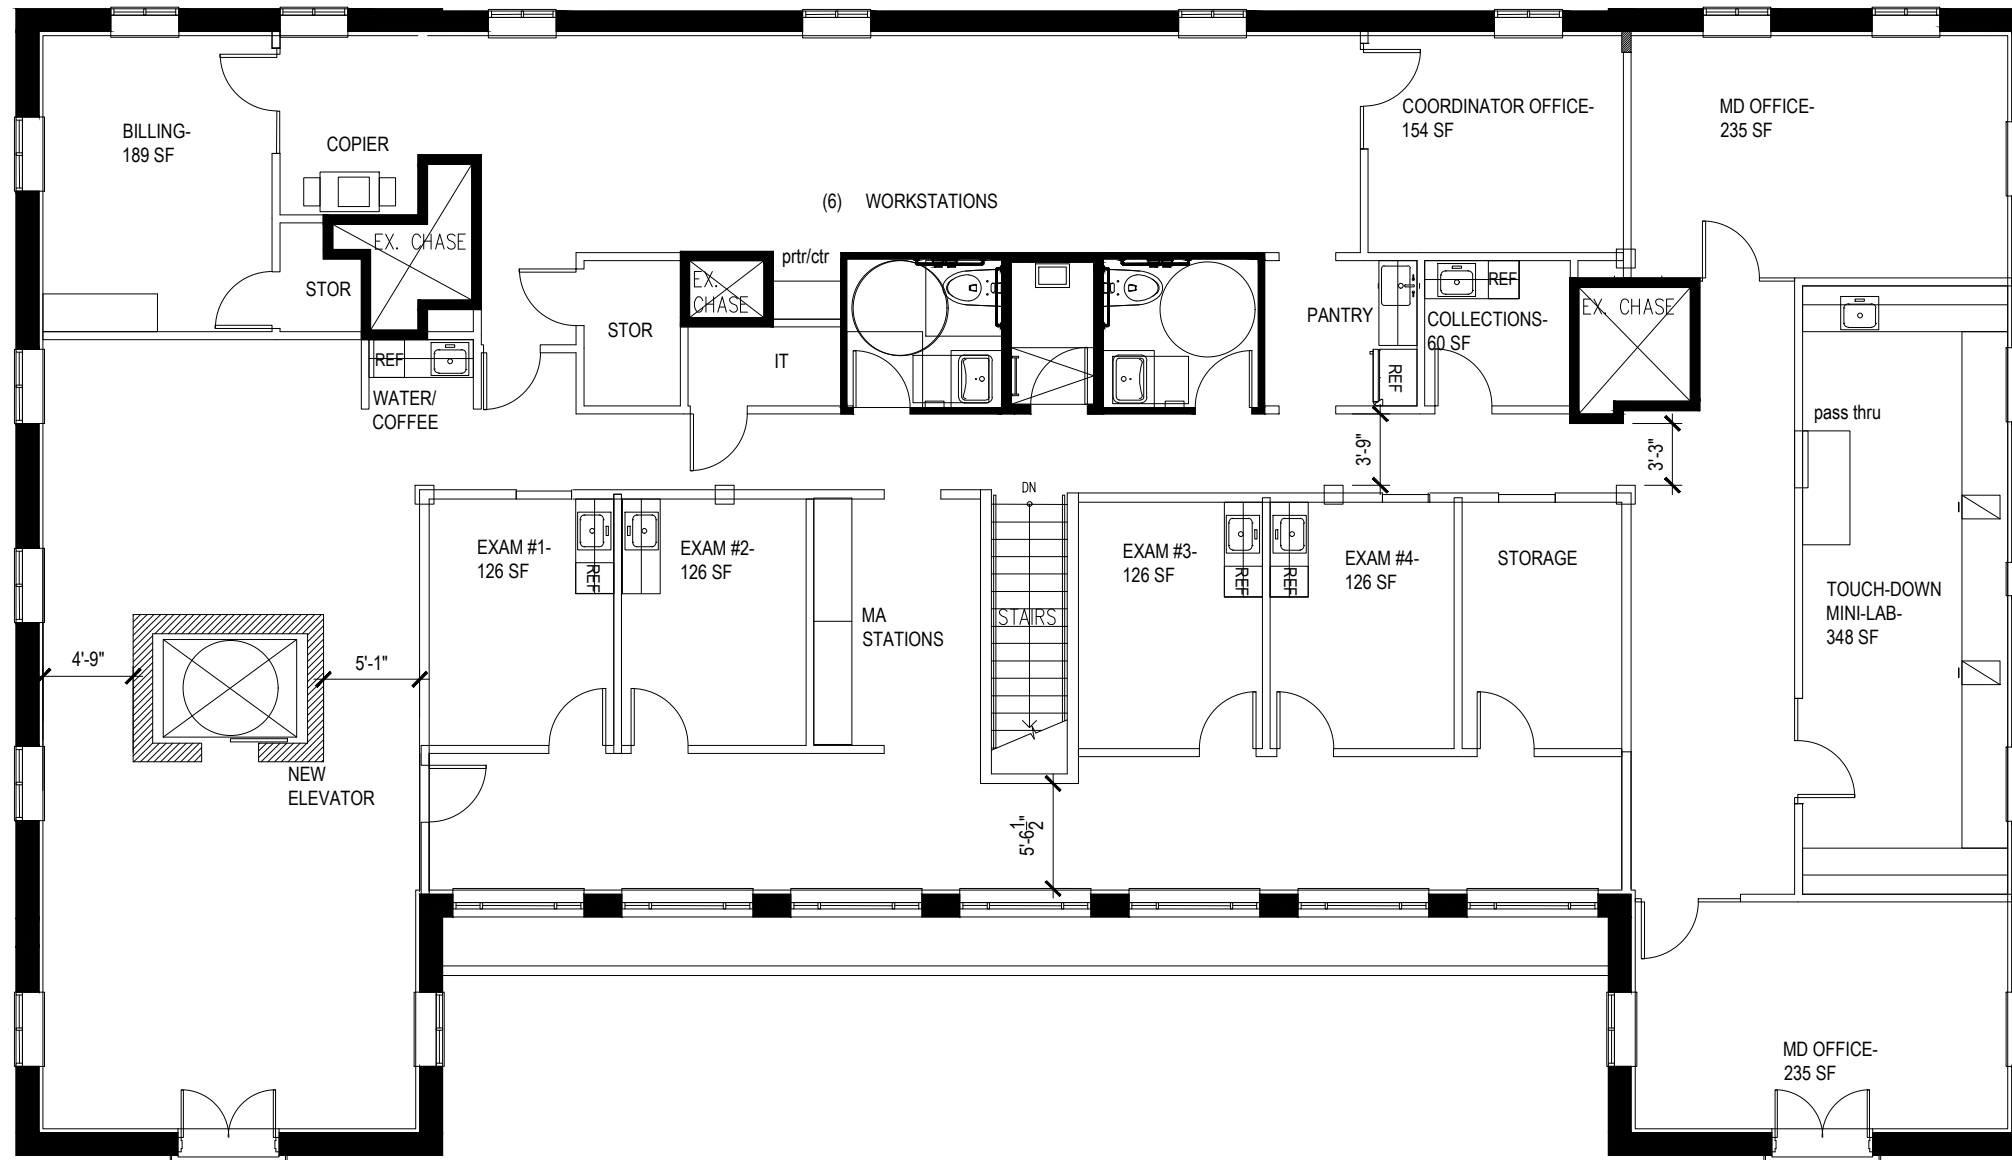 BILLING-
189 SF
COPIER
EX. CHASE
STOR
(6) WORKSTATIONS
COORDINATOR OFFICE-
154 SF
MD OFFICE-
235 SF
prtr/ctr
EX.
CHASE
STOR
IT
PANTRY
REF
REF
COLLECTIONS-
60 SF
EX. CHASE
REF
WATER/
COFFEE
pass thru
3'-9"
3'-3"
DN
EXAM #1-
126 SF
REF
EXAM #2-
126 SF
MA
STATIONS
STAIRS
EXAM #3-
126 SF
REF
REF
EXAM #4-
126 SF
STORAGE
TOUCH-DOWN
MINI-LAB-
348 SF
4'-9"
5'-1"
NEW
ELEVATOR
5'-6 1/2"
MD OFFICE-
235 SF